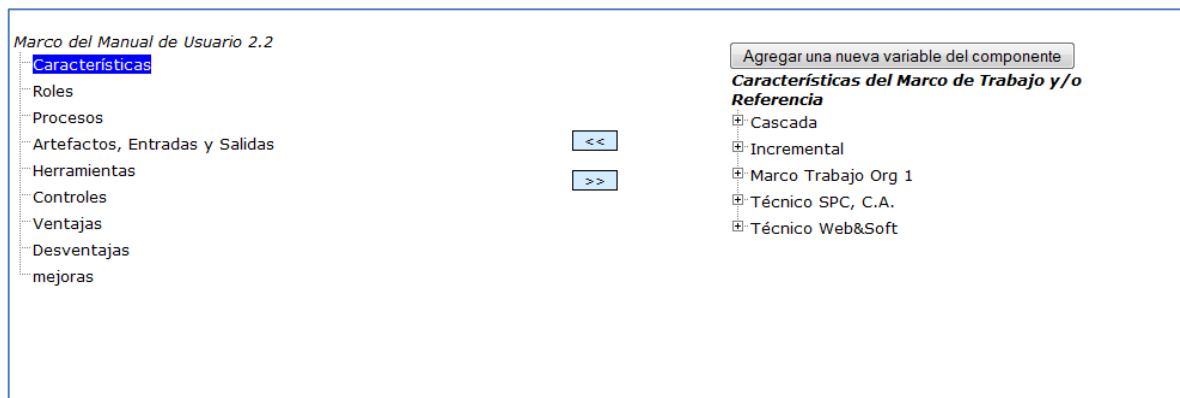 Marco del Manual de Usuario 2.2
Características
Roles
Procesos
Artefactos, Entradas y Salidas
Herramientas
Controles
Ventajas
Desventajas
mejoras
<<
>>
Agregar una nueva variable del componente
Características del Marco de Trabajo y/o
Referencia
Cascada
Incremental
Marco Trabajo Org 1
Técnico SPC, C.A.
Técnico Web&Soft